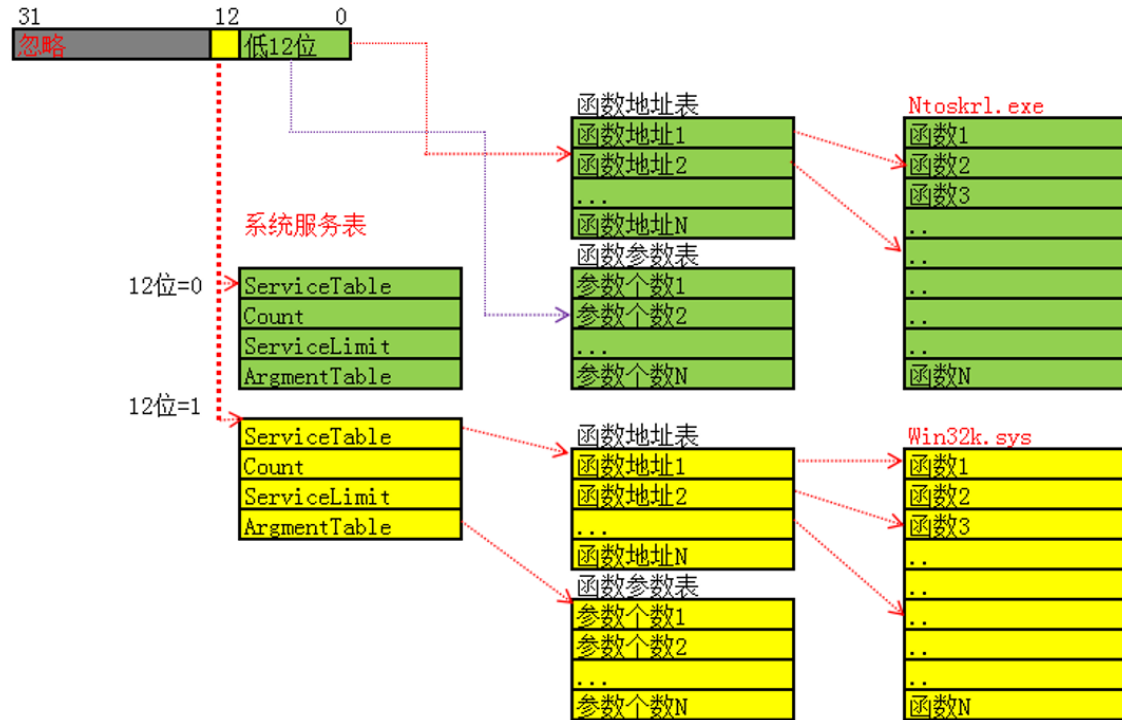 31 12 0
忽略 低12位
函数地址表 Ntoskrl.exe
函数地址1 函数1
函数地址2 函数2
... 函数3
函数地址N ..
系统服务表
函数参数表 ..
12位=0 ServiceTable 参数个数1 ..
Count 参数个数2 ..
ServiceLimit ... ..
ArgmentTable 参数个数N 函数N
12位=1
ServiceTable 函数地址表 Win32k.sys
Count 函数地址1 函数1
ServiceLimit 函数地址2 函数2
ArgmentTable ... 函数3
函数地址N ..
函数参数表 ..
参数个数1 ..
参数个数2 ..
... ..
参数个数N 函数N